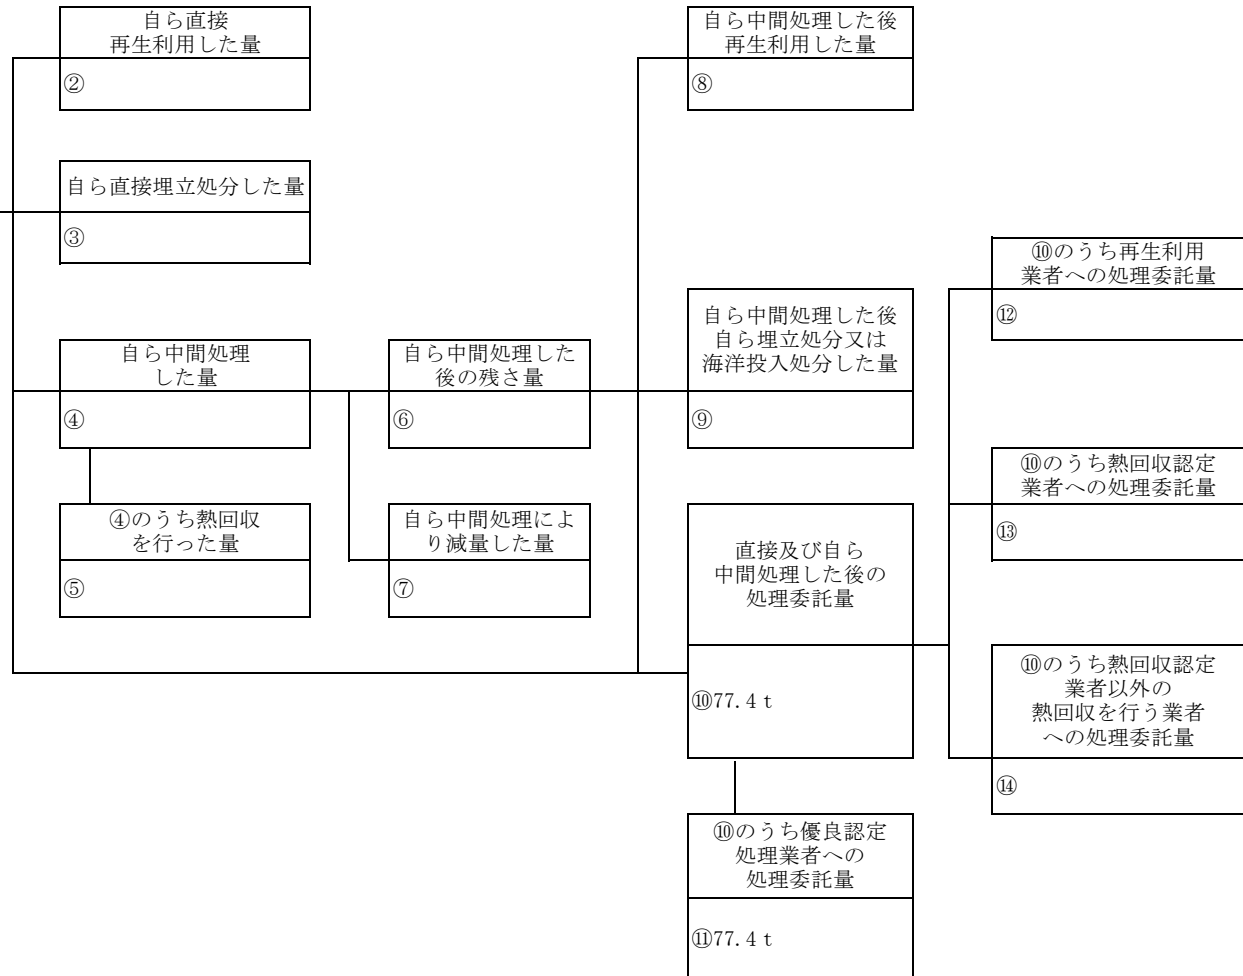 自ら直接
再生利用した量
②
自ら直接埋立処分した量
③
自ら中間処理
した量
④
④のうち熱回収
を行った量
⑤
自ら中間処理した
後の残さ量
⑥
自ら中間処理によ
り減量した量
⑦
自ら中間処理した後
再生利用した量
⑧
自ら中間処理した後
自ら埋立処分又は
海洋投入処分した量
⑨
直接及び自ら
中間処理した後の
処理委託量
⑩77.4 t
⑩のうち優良認定
処理業者への
処理委託量
⑪77.4 t
⑩のうち再生利用
業者への処理委託量
⑫
⑩のうち熱回収認定
業者への処理委託量
⑬
⑩のうち熱回収認定
業者以外の
熱回収を行う業者
への処理委託量
⑭